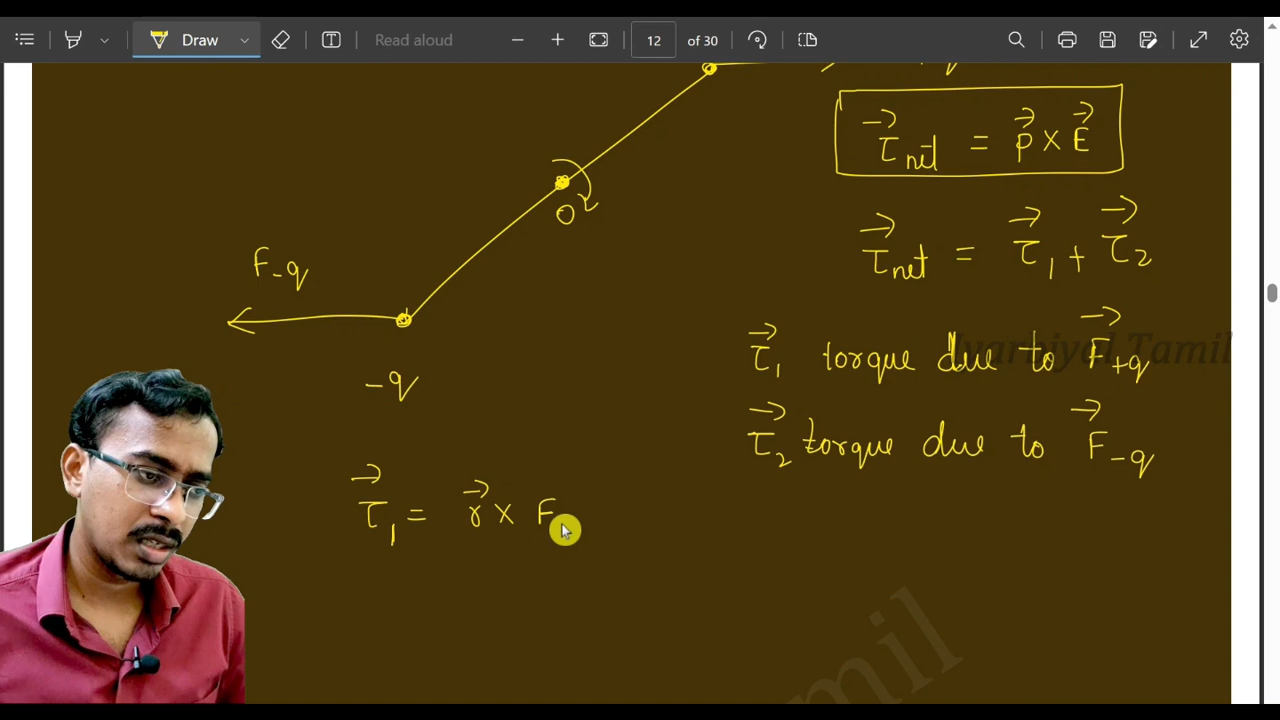 Draw
Read aloud
12 of 30
τ⃗net = p⃗ × E⃗
O
τ⃗net = τ⃗1 + τ⃗2
F-q
τ⃗1 torque due to F⃗+q
-q
τ⃗2 torque due to F⃗-q
τ⃗1 = r⃗ × F